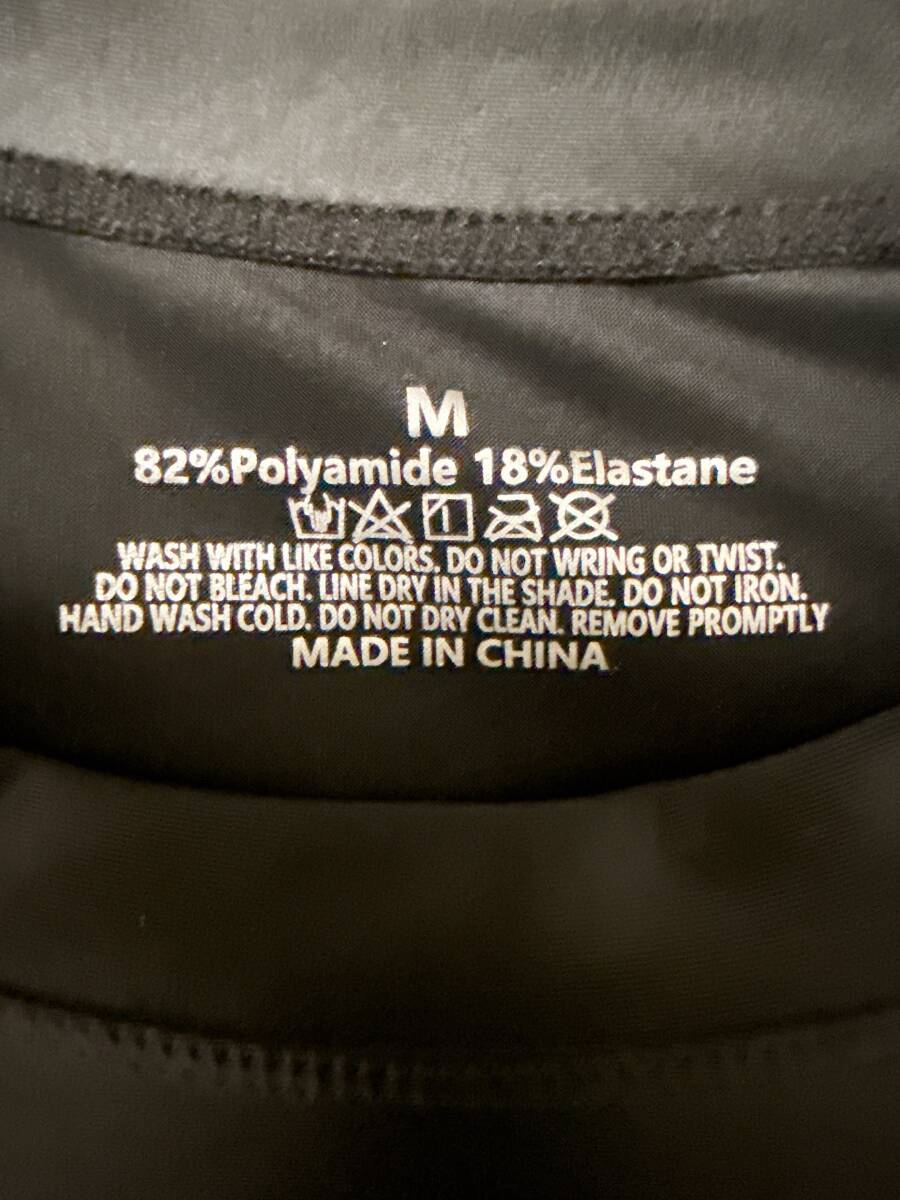 M
82%Polyamide 18%Elastane
WASH WITH LIKE COLORS. DO NOT WRING OR TWIST.
DO NOT BLEACH. LINE DRY IN THE SHADE. DO NOT IRON.
HAND WASH COLD. DO NOT DRY CLEAN. REMOVE PROMPTLY
MADE IN CHINA